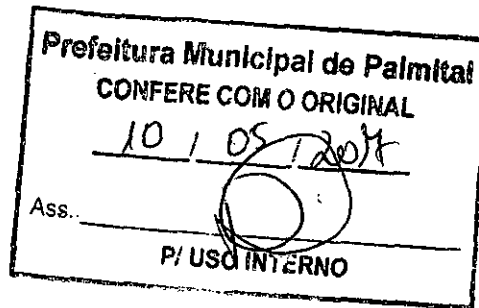 Prefeitura Municipal de Palmital
CONFERE COM O ORIGINAL
10 / 05 /
Ass.
P/ USO INTERNO